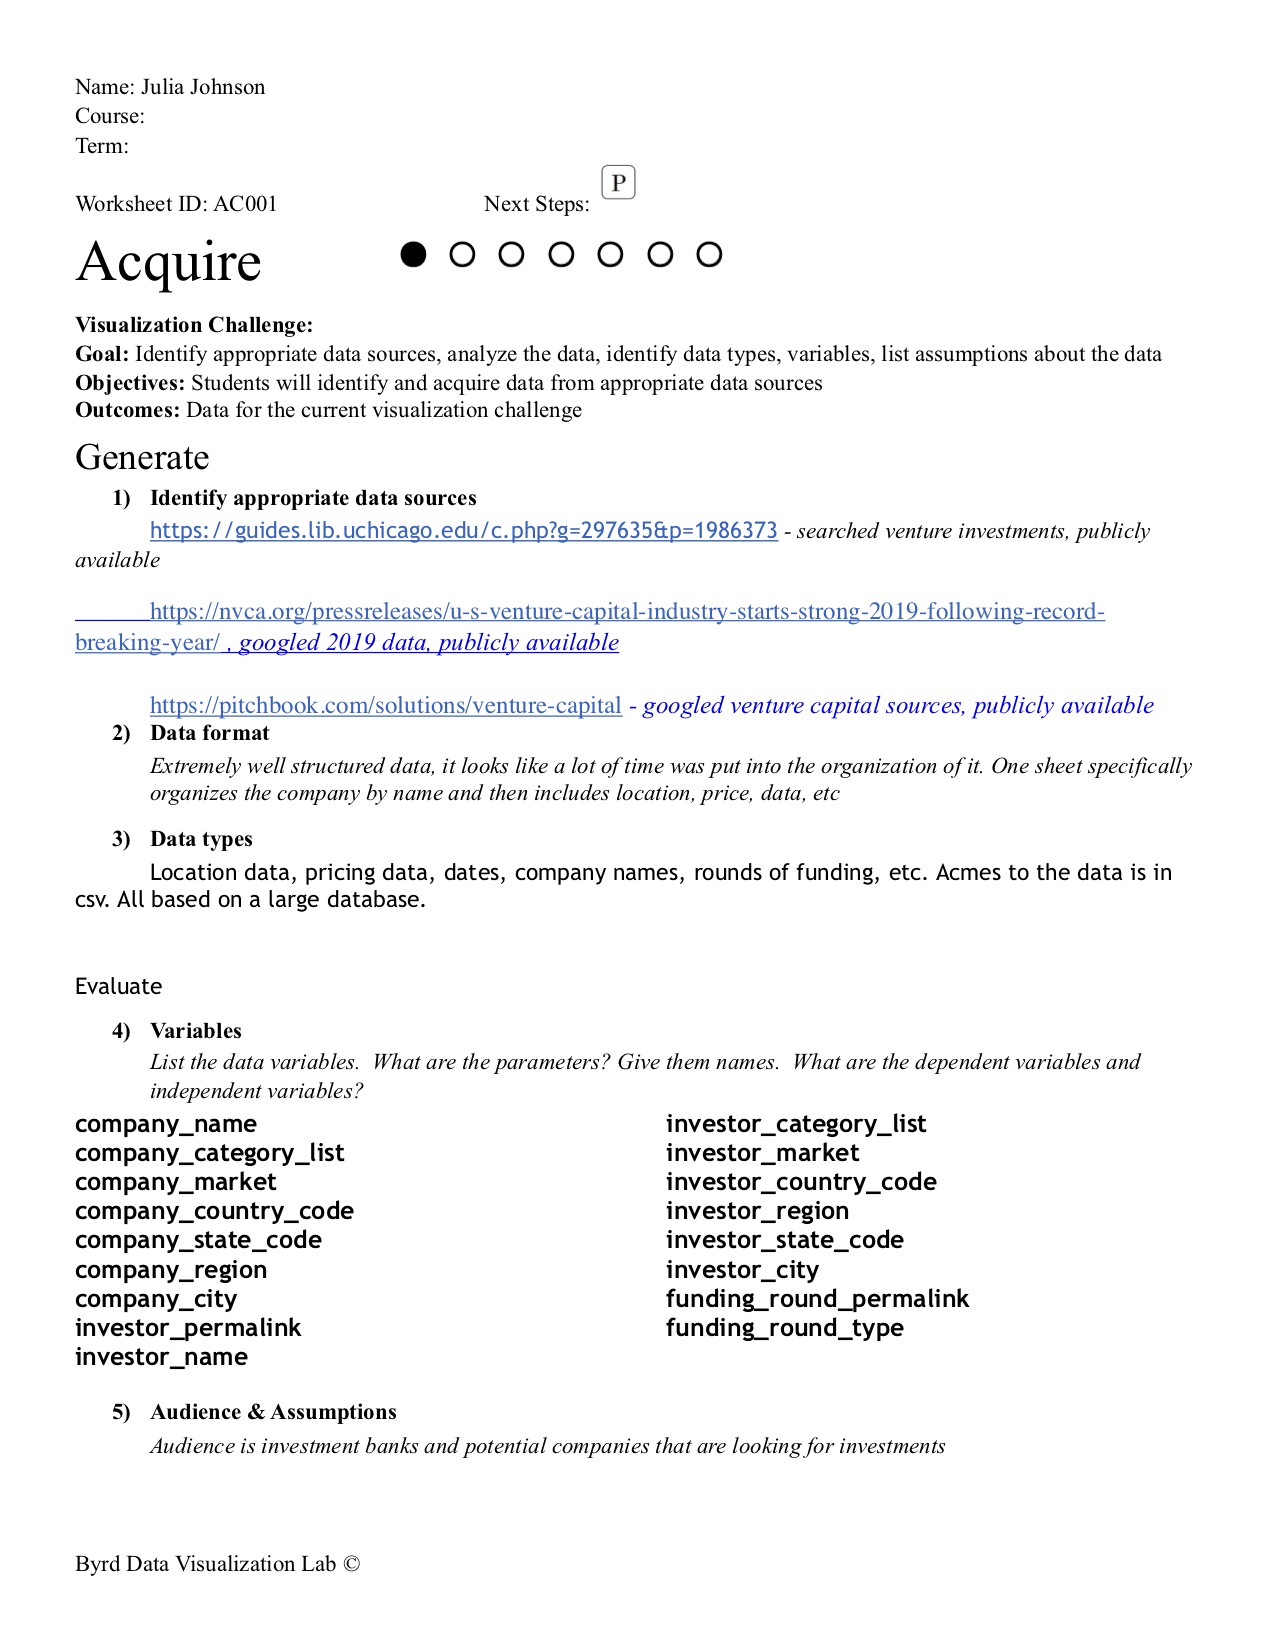 Name: Julia Johnson
Course:
Term:
Worksheet ID: AC001 Next Steps: P
Acquire
Visualization Challenge:
Goal: Identify appropriate data sources, analyze the data, identify data types, variables, list assumptions about the data
Objectives: Students will identify and acquire data from appropriate data sources
Outcomes: Data for the current visualization challenge
Generate
1) Identify appropriate data sources
https://guides.lib.uchicago.edu/c.php?g=297635&p=1986373 - searched venture investments, publicly
available
https://nvca.org/pressreleases/u-s-venture-capital-industry-starts-strong-2019-following-record-
breaking-year/ , googled 2019 data, publicly available
https://pitchbook.com/solutions/venture-capital - googled venture capital sources, publicly available
2) Data format
Extremely well structured data, it looks like a lot of time was put into the organization of it. One sheet specifically
organizes the company by name and then includes location, price, data, etc
3) Data types
Location data, pricing data, dates, company names, rounds of funding, etc. Acmes to the data is in
csv. All based on a large database.
Evaluate
4) Variables
List the data variables. What are the parameters? Give them names. What are the dependent variables and
independent variables?
company_name
company_category_list
company_market
company_country_code
company_state_code
company_region
company_city
investor_permalink
investor_name
investor_category_list
investor_market
investor_country_code
investor_region
investor_state_code
investor_city
funding_round_permalink
funding_round_type
5) Audience & Assumptions
Audience is investment banks and potential companies that are looking for investments
Byrd Data Visualization Lab ©